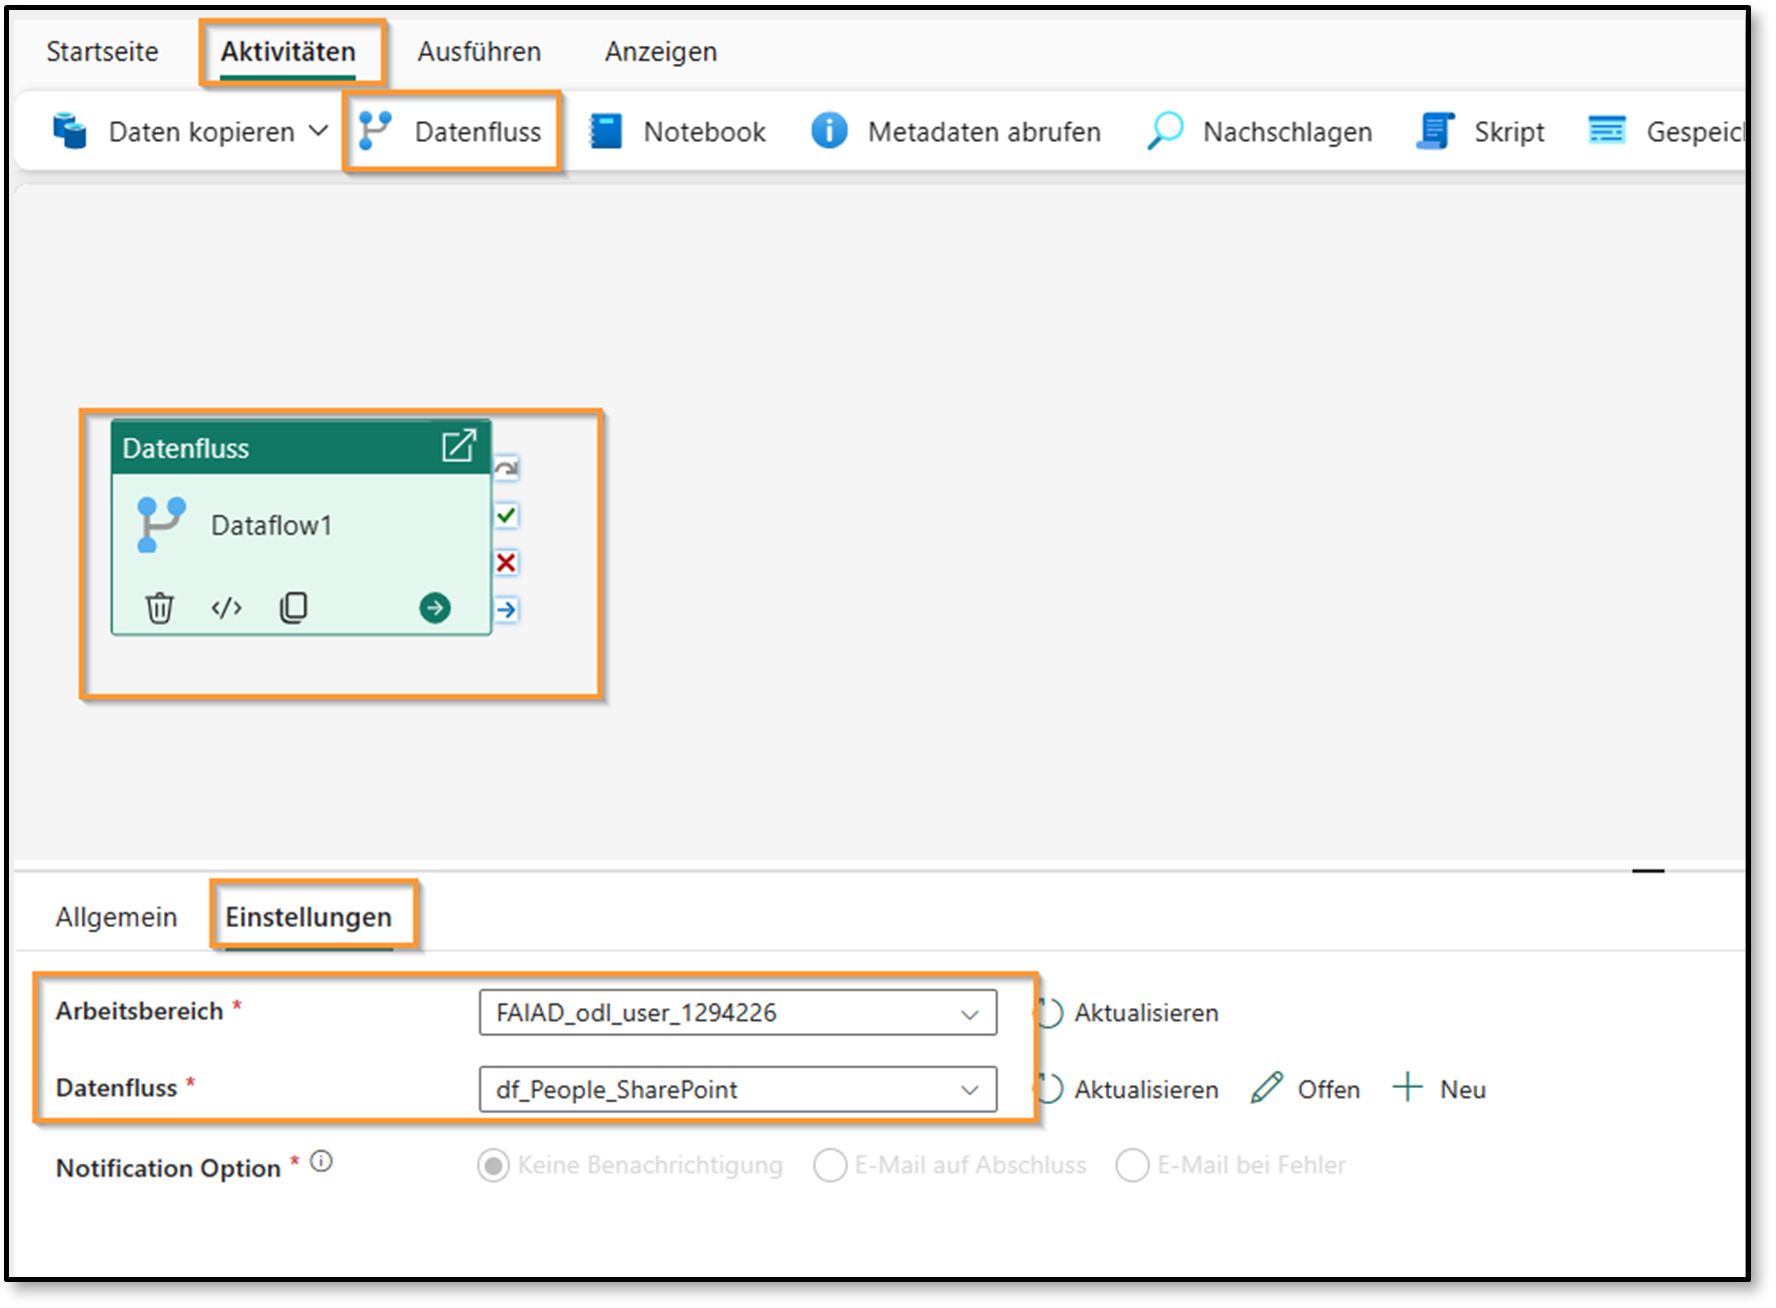 Startseite Aktivitäten Ausführen Anzeigen
Daten kopieren Datenfluss Notebook Metadaten abrufen Nachschlagen Skript Gespeic
Datenfluss
Dataflow1
Allgemein Einstellungen
Arbeitsbereich * FAIAD_odl_user_1294226 Aktualisieren
Datenfluss * df_People_SharePoint Aktualisieren Offen Neu
Notification Option * Keine Benachrichtigung E-Mail auf Abschluss E-Mail bei Fehler